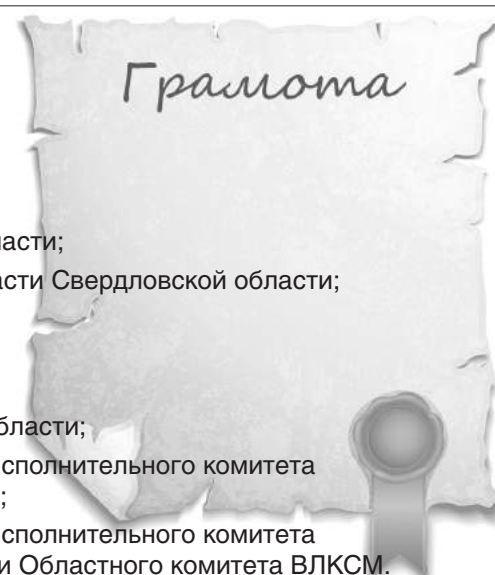 Грамота
ласти;
асти Свердловской области;
бласти;
сполнительного комитета
;
сполнительного комитета
и Областного комитета ВЛКСМ.